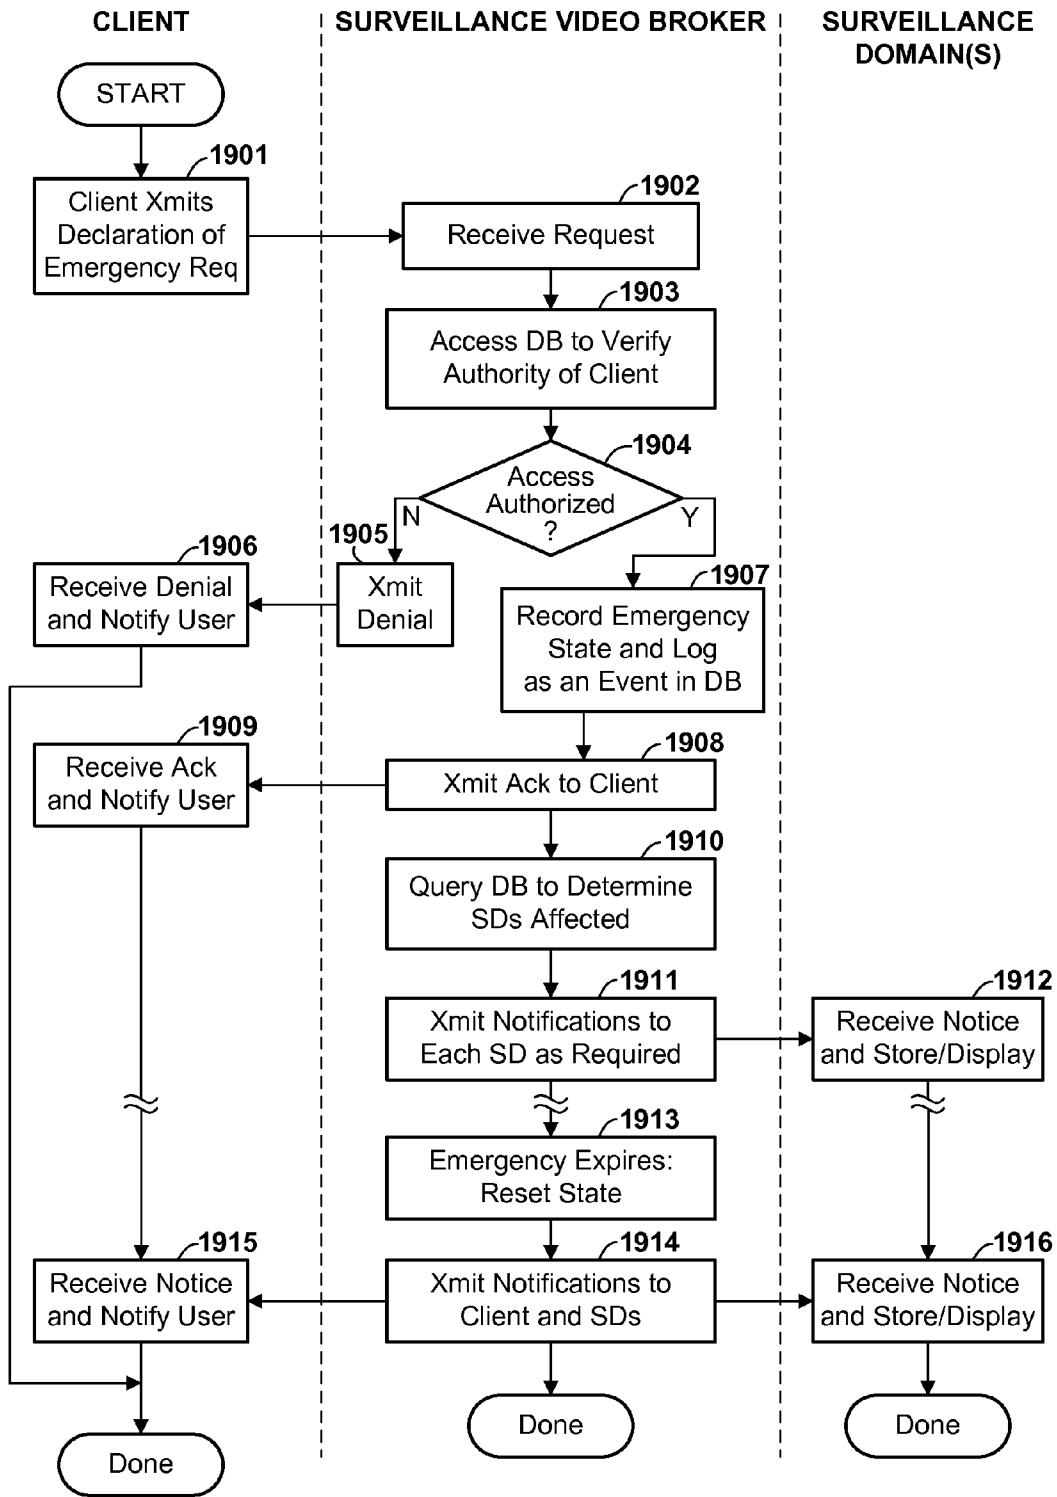 CLIENT
SURVEILLANCE VIDEO BROKER
SURVEILLANCE
DOMAIN(S)
START
1901
Client Xmits
Declaration of
Emergency Req
1902
Receive Request
1903
Access DB to Verify
Authority of Client
1904
Access
Authorized
?
N
Y
1905
Xmit
Denial
1906
Receive Denial
and Notify User
1907
Record Emergency
State and Log
as an Event in DB
1908
Xmit Ack to Client
1909
Receive Ack
and Notify User
1910
Query DB to Determine
SDs Affected
1911
Xmit Notifications to
Each SD as Required
1912
Receive Notice
and Store/Display
1913
Emergency Expires:
Reset State
1914
Xmit Notifications to
Client and SDs
1915
Receive Notice
and Notify User
1916
Receive Notice
and Store/Display
Done
Done
Done